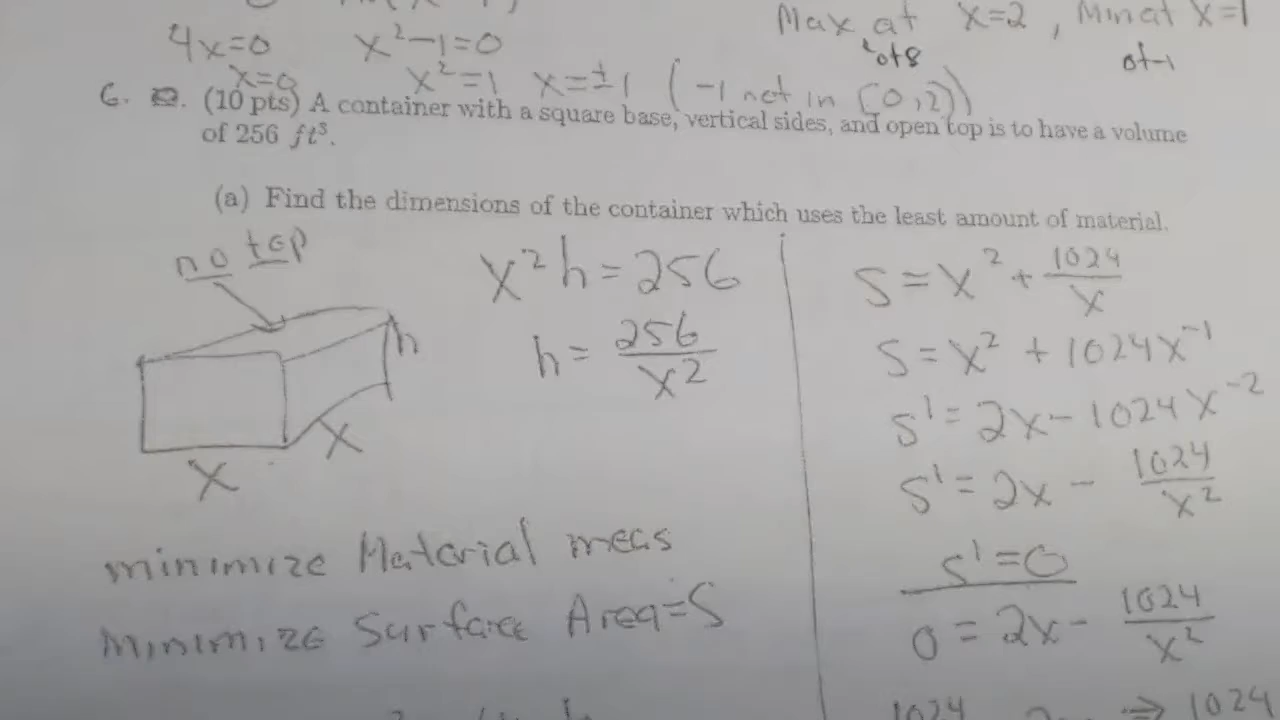 Max at x=2 , Min at x=1
of 8 of -1
4x=0 x²-1=0
x=0 x²=1 x=±1 (-1 not in [0,2])
6. (10 pts) A container with a square base, vertical sides, and open top is to have a volume
of 256 ft³.
(a) Find the dimensions of the container which uses the least amount of material.
no top
h
x
x
x²h=256
h=256/x²
minimize Material meas
Minimize Surface Area=S
S=x²+1024/x
S=x²+1024x⁻¹
S'=2x-1024x⁻²
S'=2x-1024/x²
S'=0
0=2x-1024/x²
1024 ⇒ 1024